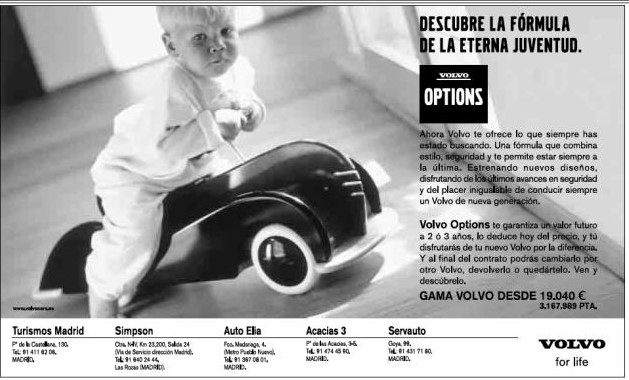 DESCUBRE LA FÓRMULA
DE LA ETERNA JUVENTUD.
VOLVO
OPTIONS
Ahora Volvo te ofrece lo que siempre has
estado buscando. Una fórmula que combina
estilo, seguridad y te permite estar siempre a
la última. Estrenando nuevos diseños,
disfrutando de los últimos avances en seguridad
y del placer inigualable de conducir siempre
un Volvo de nueva generación.
Volvo Options te garantiza un valor futuro
a 2 ó 3 años, lo deduce hoy del precio, y tú
disfrutarás de tu nuevo Volvo por la diferencia.
Y al final del contrato podrás cambiarlo por
otro Volvo, devolverlo o quedártelo. Ven y
descúbrelo.
GAMA VOLVO DESDE 19.040 €
3.167.989 PTA.
www.volvocars.es
Turismos Madrid
Pº de la Castellana, 130.
Tel.: 91 411 62 06.
MADRID.
Simpson
Ctra. N-IV, Km 23,200, Salida 24
(Vía de Servicio dirección Madrid).
Tel.: 91 640 24 44.
Las Rozas (MADRID).
Auto Elia
Fco. Madariaga, 4.
(Metro Pueblo Nuevo).
Tel.: 91 367 08 01.
MADRID.
Acacias 3
Pº de las Acacias, 3-5.
Tel.: 91 474 45 90.
MADRID.
Servauto
Goya, 99.
Tel.: 91 431 71 80.
MADRID.
VOLVO
for life